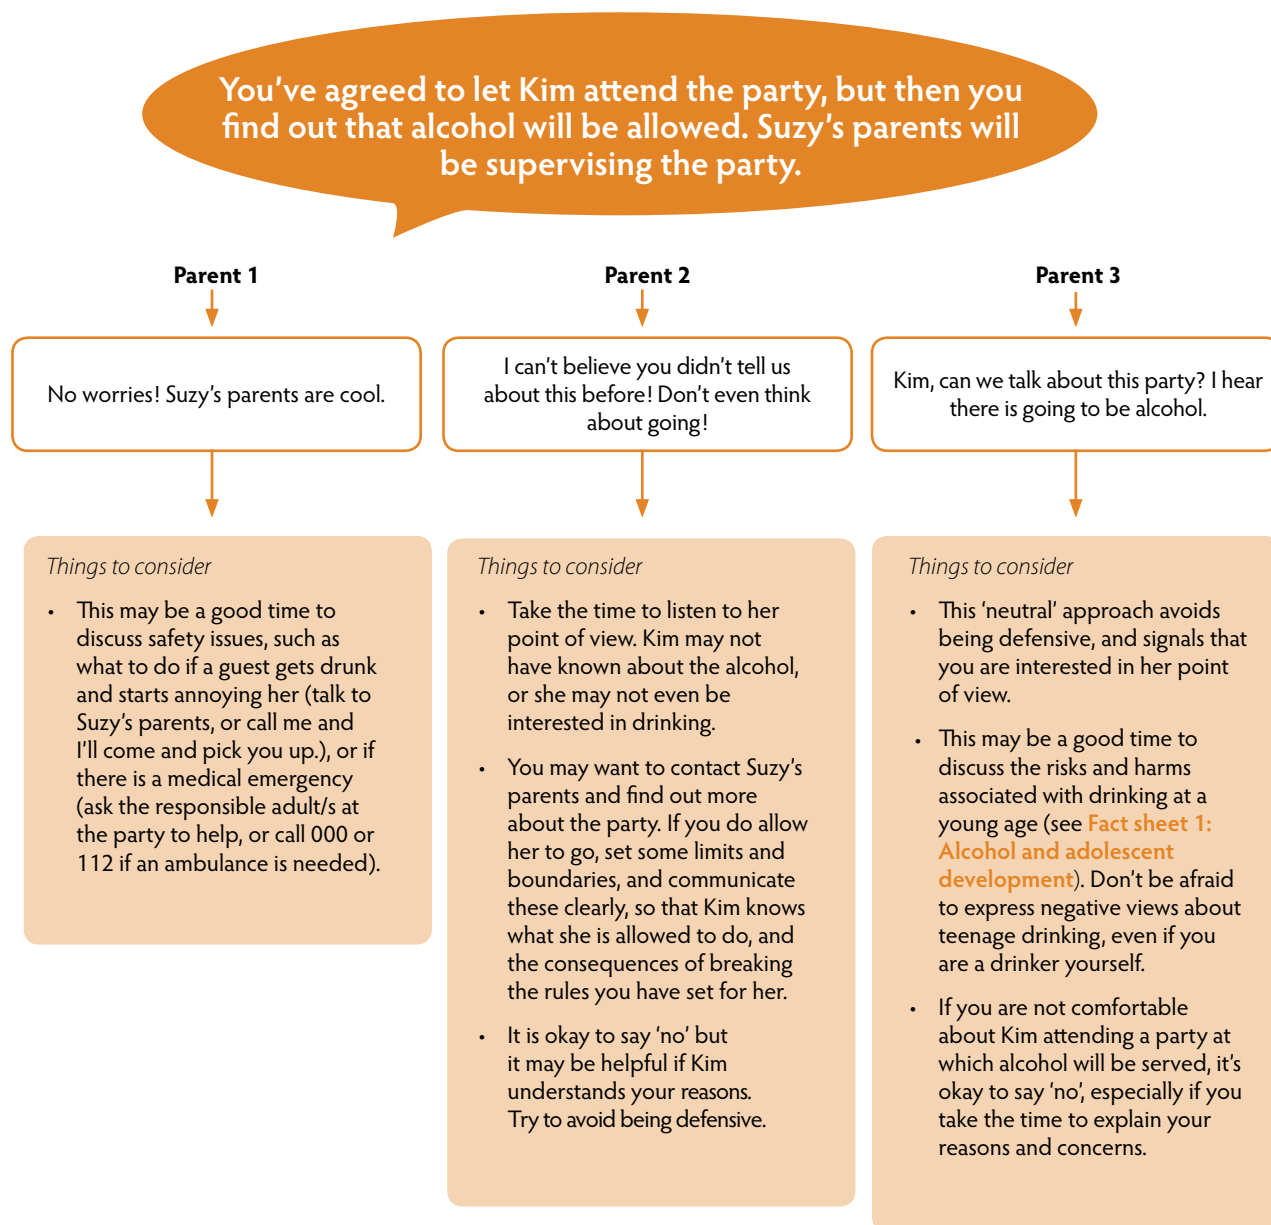 You've agreed to let Kim attend the party, but then you
find out that alcohol will be allowed. Suzy's parents will
be supervising the party.
Parent 1
No worries! Suzy's parents are cool.
Things to consider
• This may be a good time to
discuss safety issues, such as
what to do if a guest gets drunk
and starts annoying her (talk to
Suzy's parents, or call me and
I'll come and pick you up.), or if
there is a medical emergency
(ask the responsible adult/s at
the party to help, or call 000 or
112 if an ambulance is needed).
Parent 2
I can't believe you didn't tell us
about this before! Don't even think
about going!
Things to consider
• Take the time to listen to her
point of view. Kim may not
have known about the alcohol,
or she may not even be
interested in drinking.
• You may want to contact Suzy's
parents and find out more
about the party. If you do allow
her to go, set some limits and
boundaries, and communicate
these clearly, so that Kim knows
what she is allowed to do, and
the consequences of breaking
the rules you have set for her.
• It is okay to say 'no' but
it may be helpful if Kim
understands your reasons.
Try to avoid being defensive.
Parent 3
Kim, can we talk about this party? I hear
there is going to be alcohol.
Things to consider
• This 'neutral' approach avoids
being defensive, and signals that
you are interested in her point
of view.
• This may be a good time to
discuss the risks and harms
associated with drinking at a
young age (see Fact sheet 1:
Alcohol and adolescent
development). Don't be afraid
to express negative views about
teenage drinking, even if you
are a drinker yourself.
• If you are not comfortable
about Kim attending a party at
which alcohol will be served, it's
okay to say 'no', especially if you
take the time to explain your
reasons and concerns.